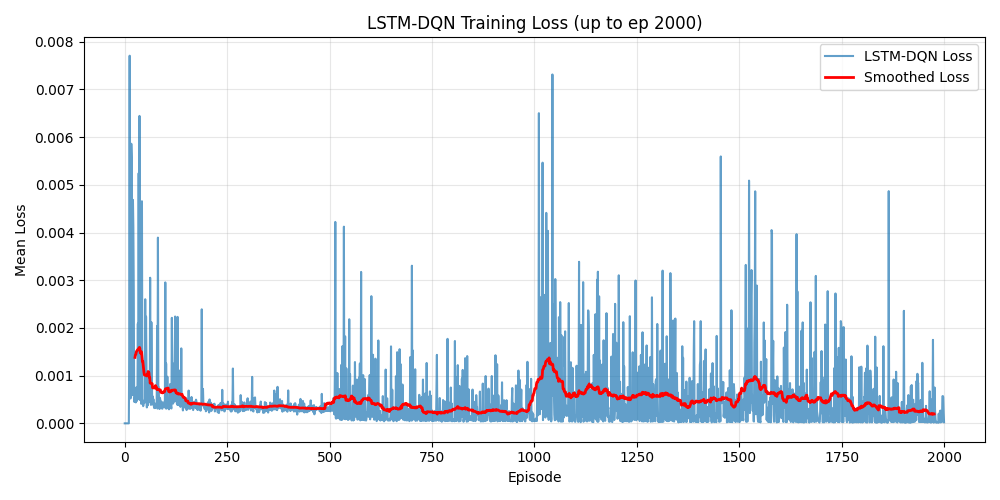 LSTM-DQN Training Loss (up to ep 2000)
0.008
0.007
0.006
0.005
0.004
0.003
0.002
0.001
0.000
Mean Loss
LSTM-DQN Loss
Smoothed Loss
0 250 500 750 1000 1250 1500 1750 2000
Episode